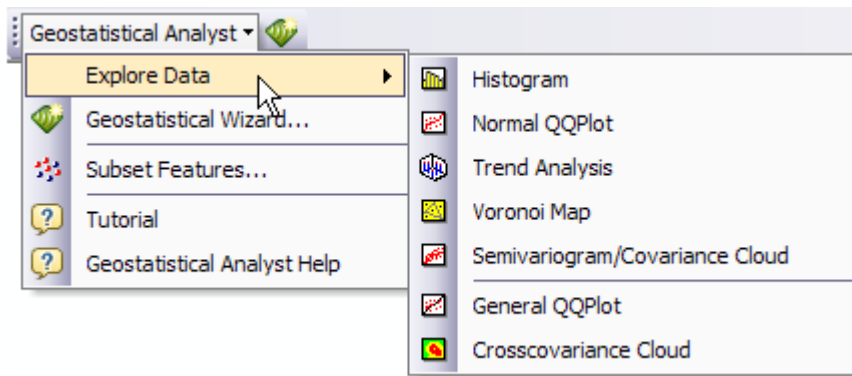 Geostatistical Analyst
Explore Data
Geostatistical Wizard...
Subset Features...
Tutorial
Geostatistical Analyst Help
Histogram
Normal QQPlot
Trend Analysis
Voronoi Map
Semivariogram/Covariance Cloud
General QQPlot
Crosscovariance Cloud